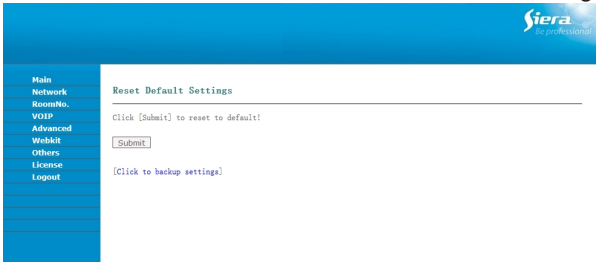 Siera
Be professional
Main
Network
RoomNo.
VOIP
Advanced
Webkit
Others
License
Logout
Reset Default Settings
Click [Submit] to reset to default!
Submit
[Click to backup settings]